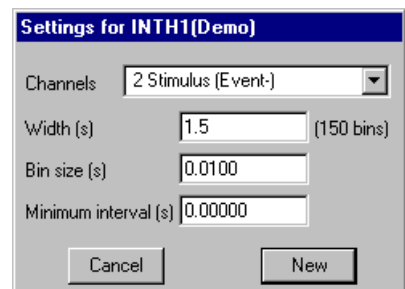 Settings for INTH1(Demo)
Channels 2 Stimulus (Event-)
Width (s) 1.5 (150 bins)
Bin size (s) 0.0100
Minimum interval (s) 0.00000
Cancel New